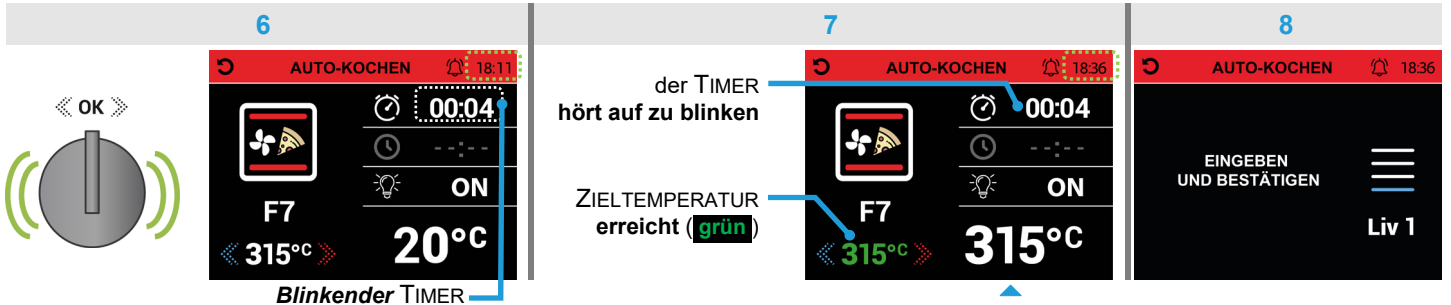 6
OK
AUTO-KOCHEN 18:11
00:04
--:--
ON
F7
315°C
20°C
Blinkender TIMER
7
der TIMER
hört auf zu blinken
ZIELTEMPERATUR
erreicht (grün)
AUTO-KOCHEN 18:36
00:04
--:--
ON
F7
315°C
315°C
8
AUTO-KOCHEN 18:36
EINGEBEN
UND BESTÄTIGEN
Liv 1